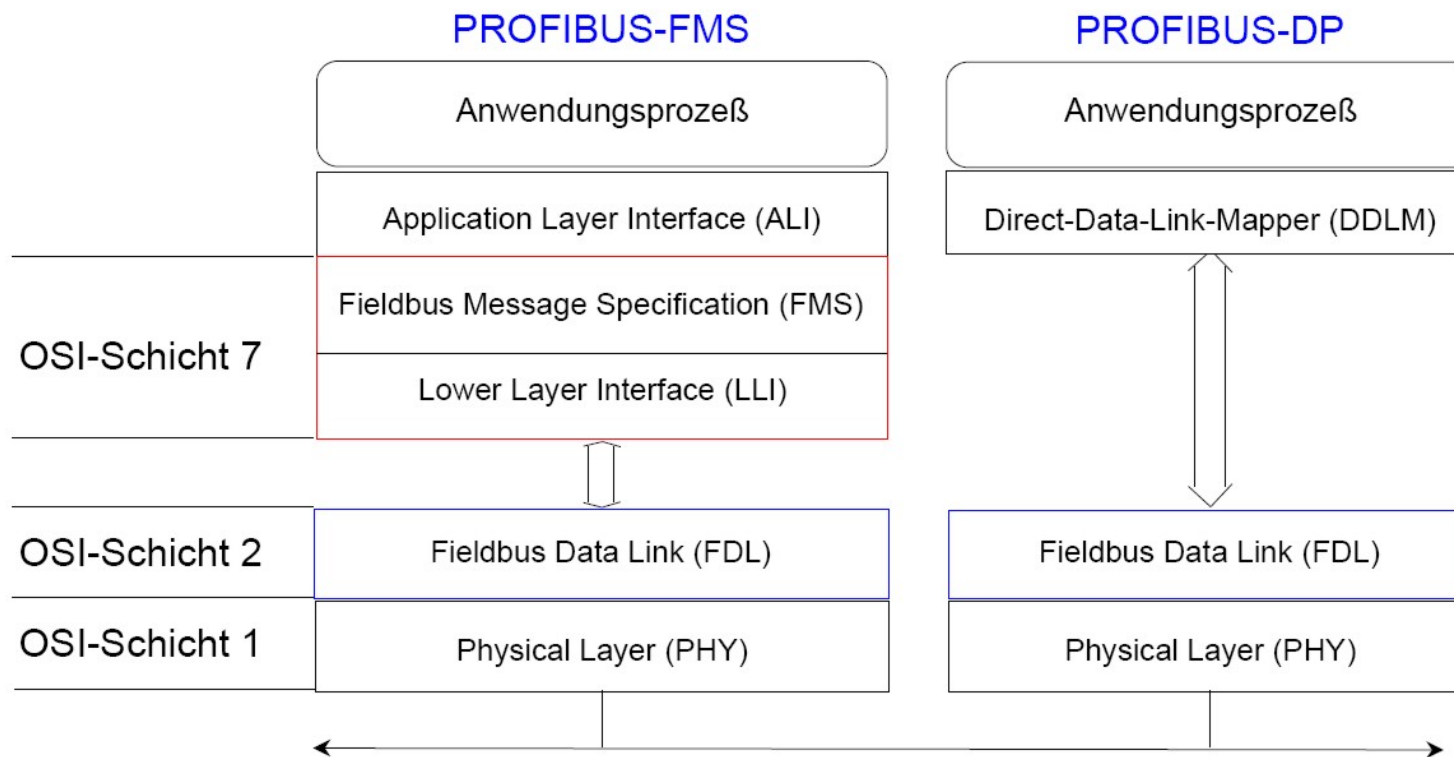 PROFIBUS-FMS
PROFIBUS-DP
Anwendungsprozeß
Anwendungsprozeß
Application Layer Interface (ALI)
Direct-Data-Link-Mapper (DDLM)
Fieldbus Message Specification (FMS)
OSI-Schicht 7
Lower Layer Interface (LLI)
OSI-Schicht 2
Fieldbus Data Link (FDL)
Fieldbus Data Link (FDL)
OSI-Schicht 1
Physical Layer (PHY)
Physical Layer (PHY)